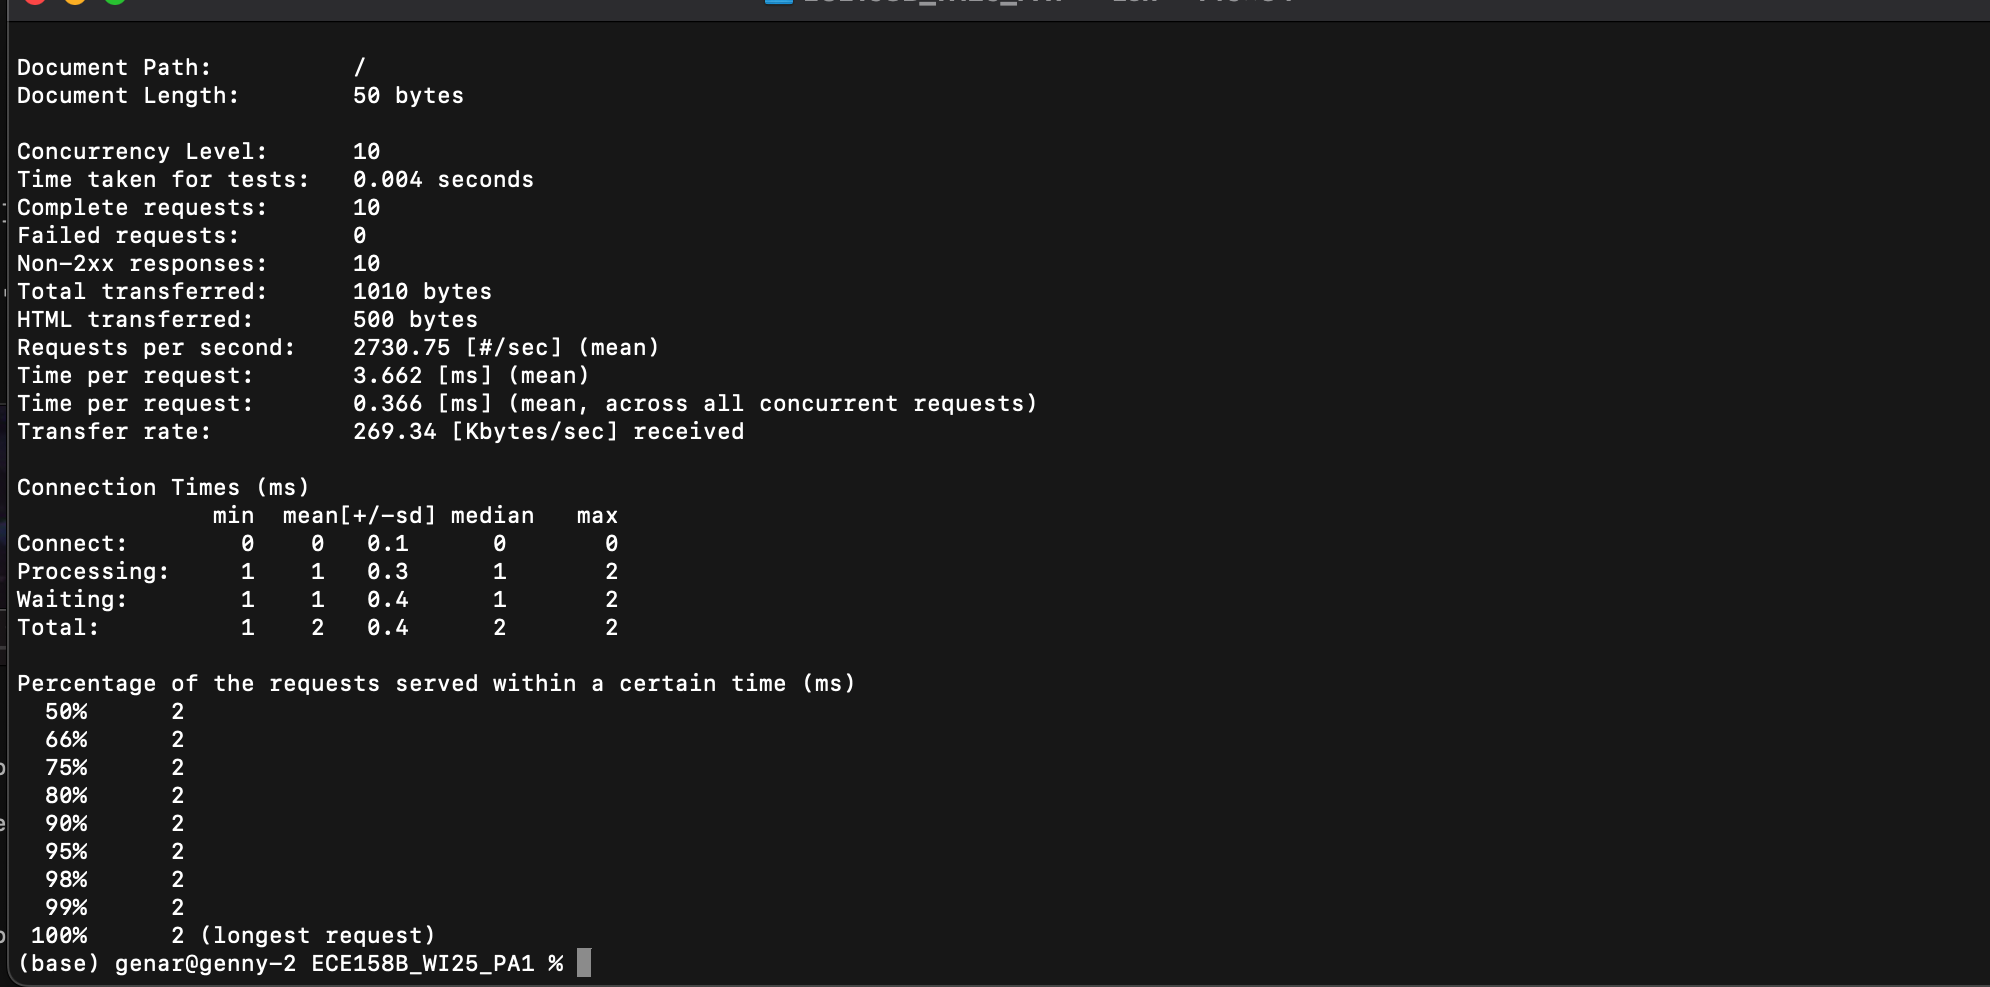 Document Path:          /
Document Length:        50 bytes
Concurrency Level:      10
Time taken for tests:   0.004 seconds
Complete requests:      10
Failed requests:        0
Non-2xx responses:      10
Total transferred:      1010 bytes
HTML transferred:       500 bytes
Requests per second:    2730.75 [#/sec] (mean)
Time per request:       3.662 [ms] (mean)
Time per request:       0.366 [ms] (mean, across all concurrent requests)
Transfer rate:          269.34 [Kbytes/sec] received
Connection Times (ms)
              min  mean[+/-sd] median   max
Connect:        0    0   0.1      0       0
Processing:     1    1   0.3      1       2
Waiting:        1    1   0.4      1       2
Total:          1    2   0.4      2       2
Percentage of the requests served within a certain time (ms)
  50%      2
  66%      2
  75%      2
  80%      2
  90%      2
  95%      2
  98%      2
  99%      2
 100%      2 (longest request)
(base) genar@genny-2 ECE158B_WI25_PA1 %